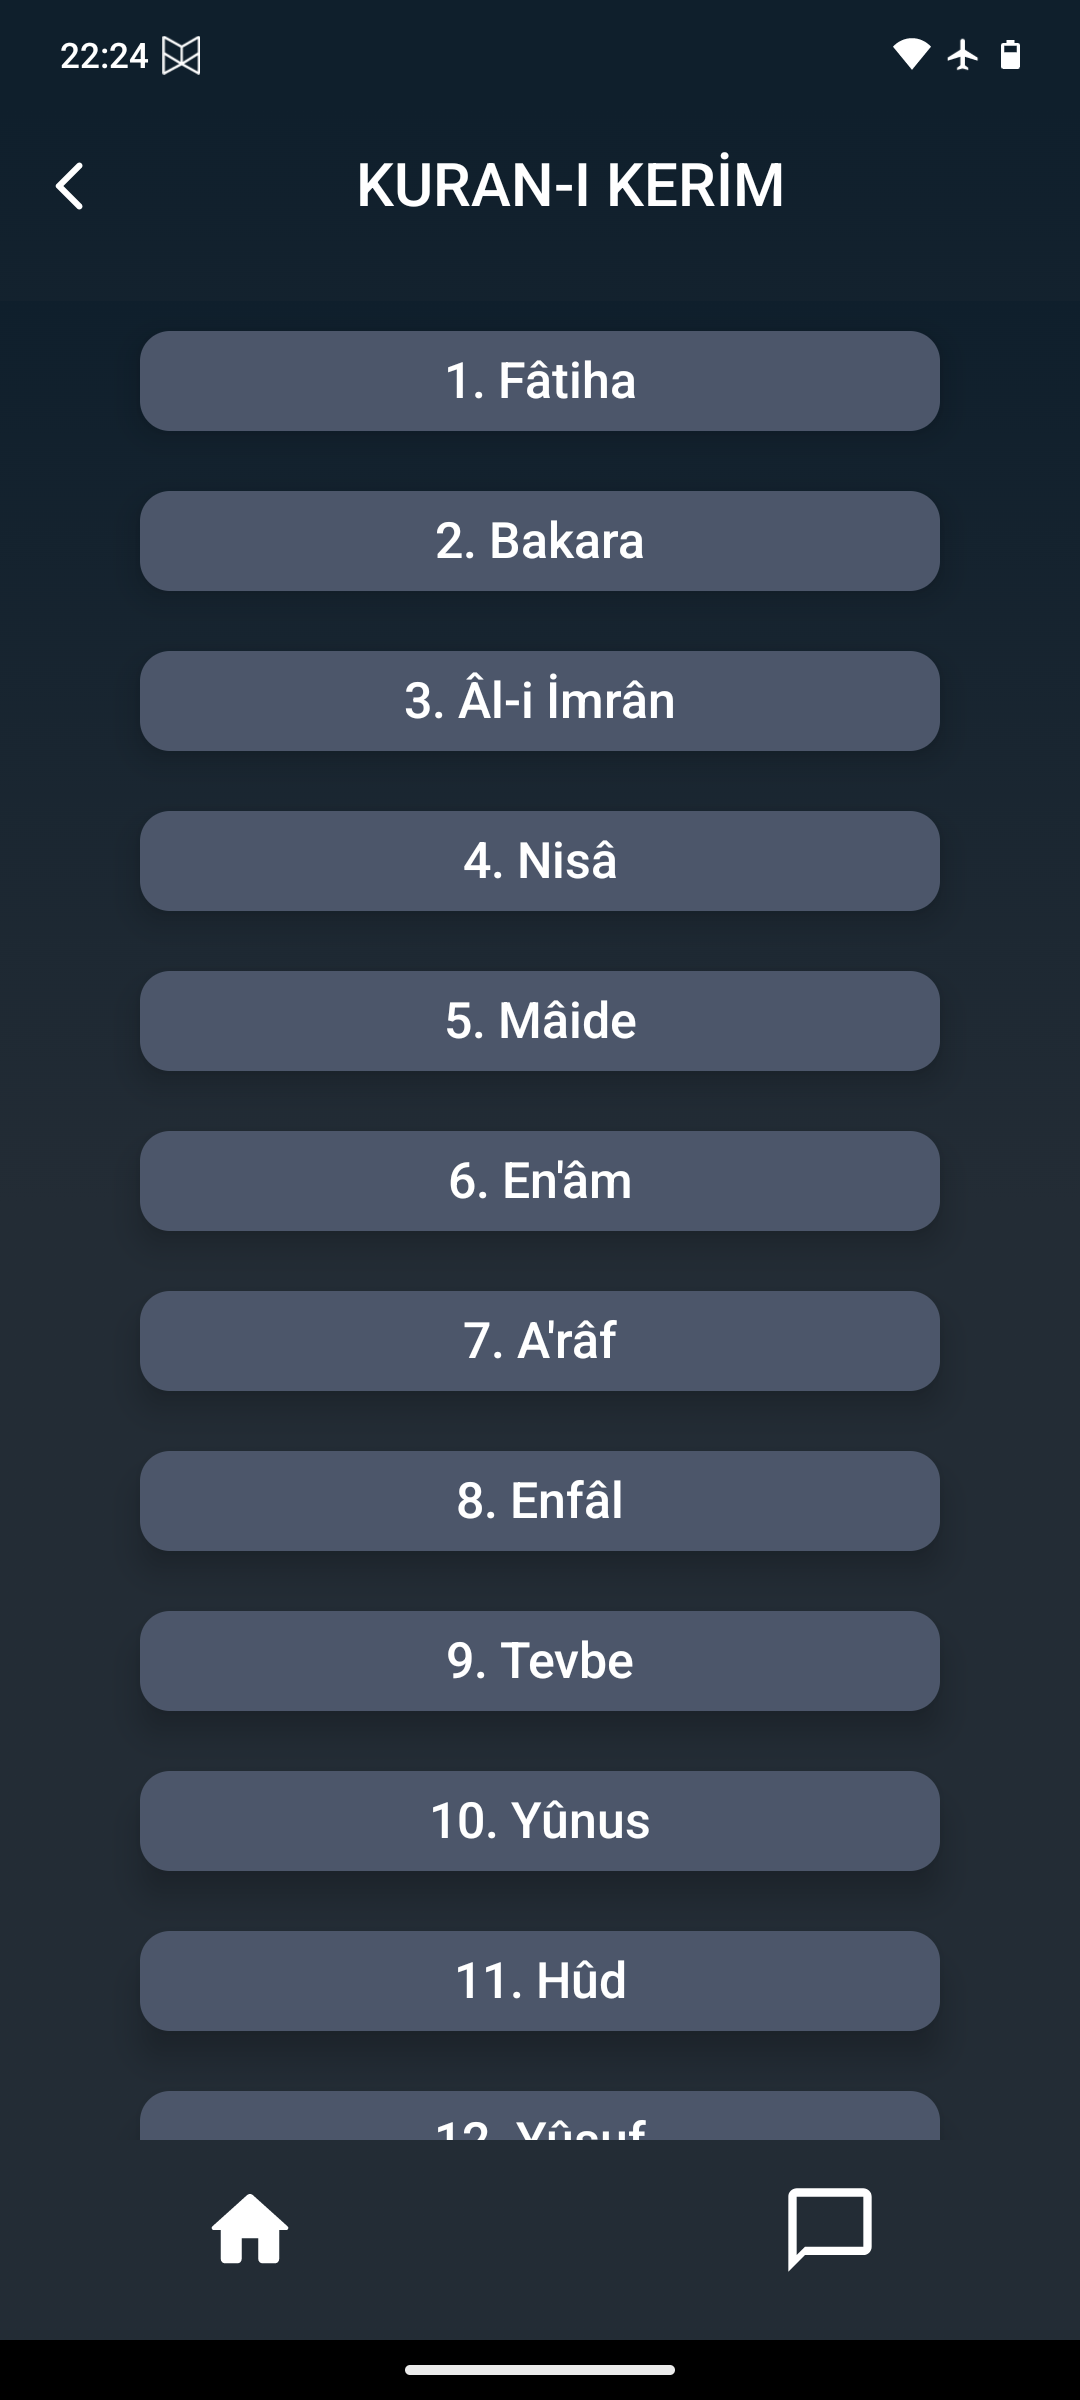 22:24
KURAN-I KERİM
1. Fâtiha
2. Bakara
3. Âl-i İmrân
4. Nisâ
5. Mâide
6. En'âm
7. A'râf
8. Enfâl
9. Tevbe
10. Yûnus
11. Hûd
12. Yûsuf